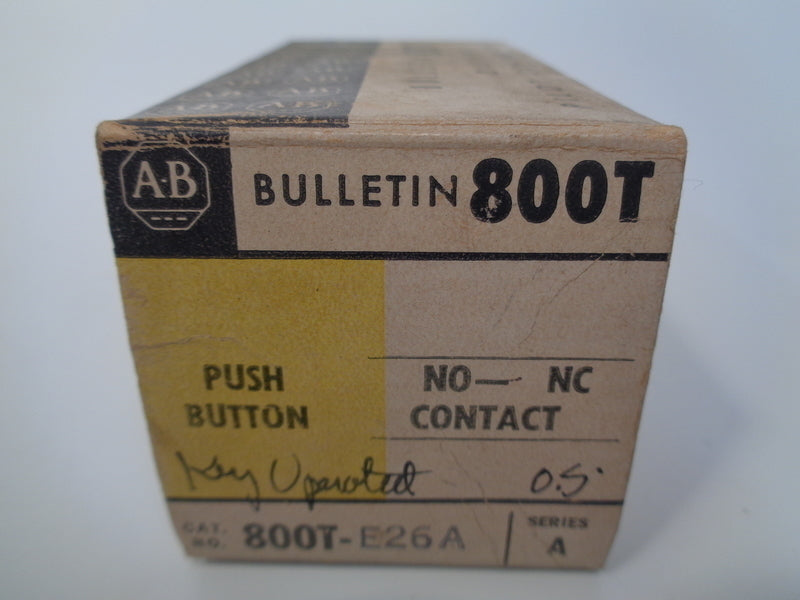 A-B
BULLETIN 800T
PUSH
BUTTON
NO— NC
CONTACT
Key Operated O.S.
CAT. NO. 800T-E26A
SERIES A